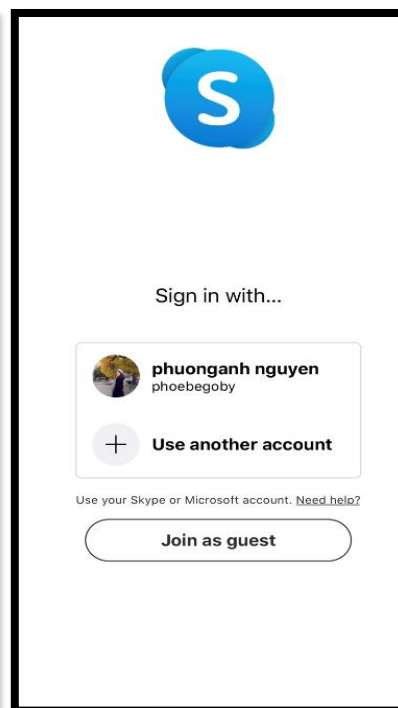 S
Sign in with...
phuonganh nguyen
phoebegoby
Use another account
Use your Skype or Microsoft account. Need help?
Join as guest